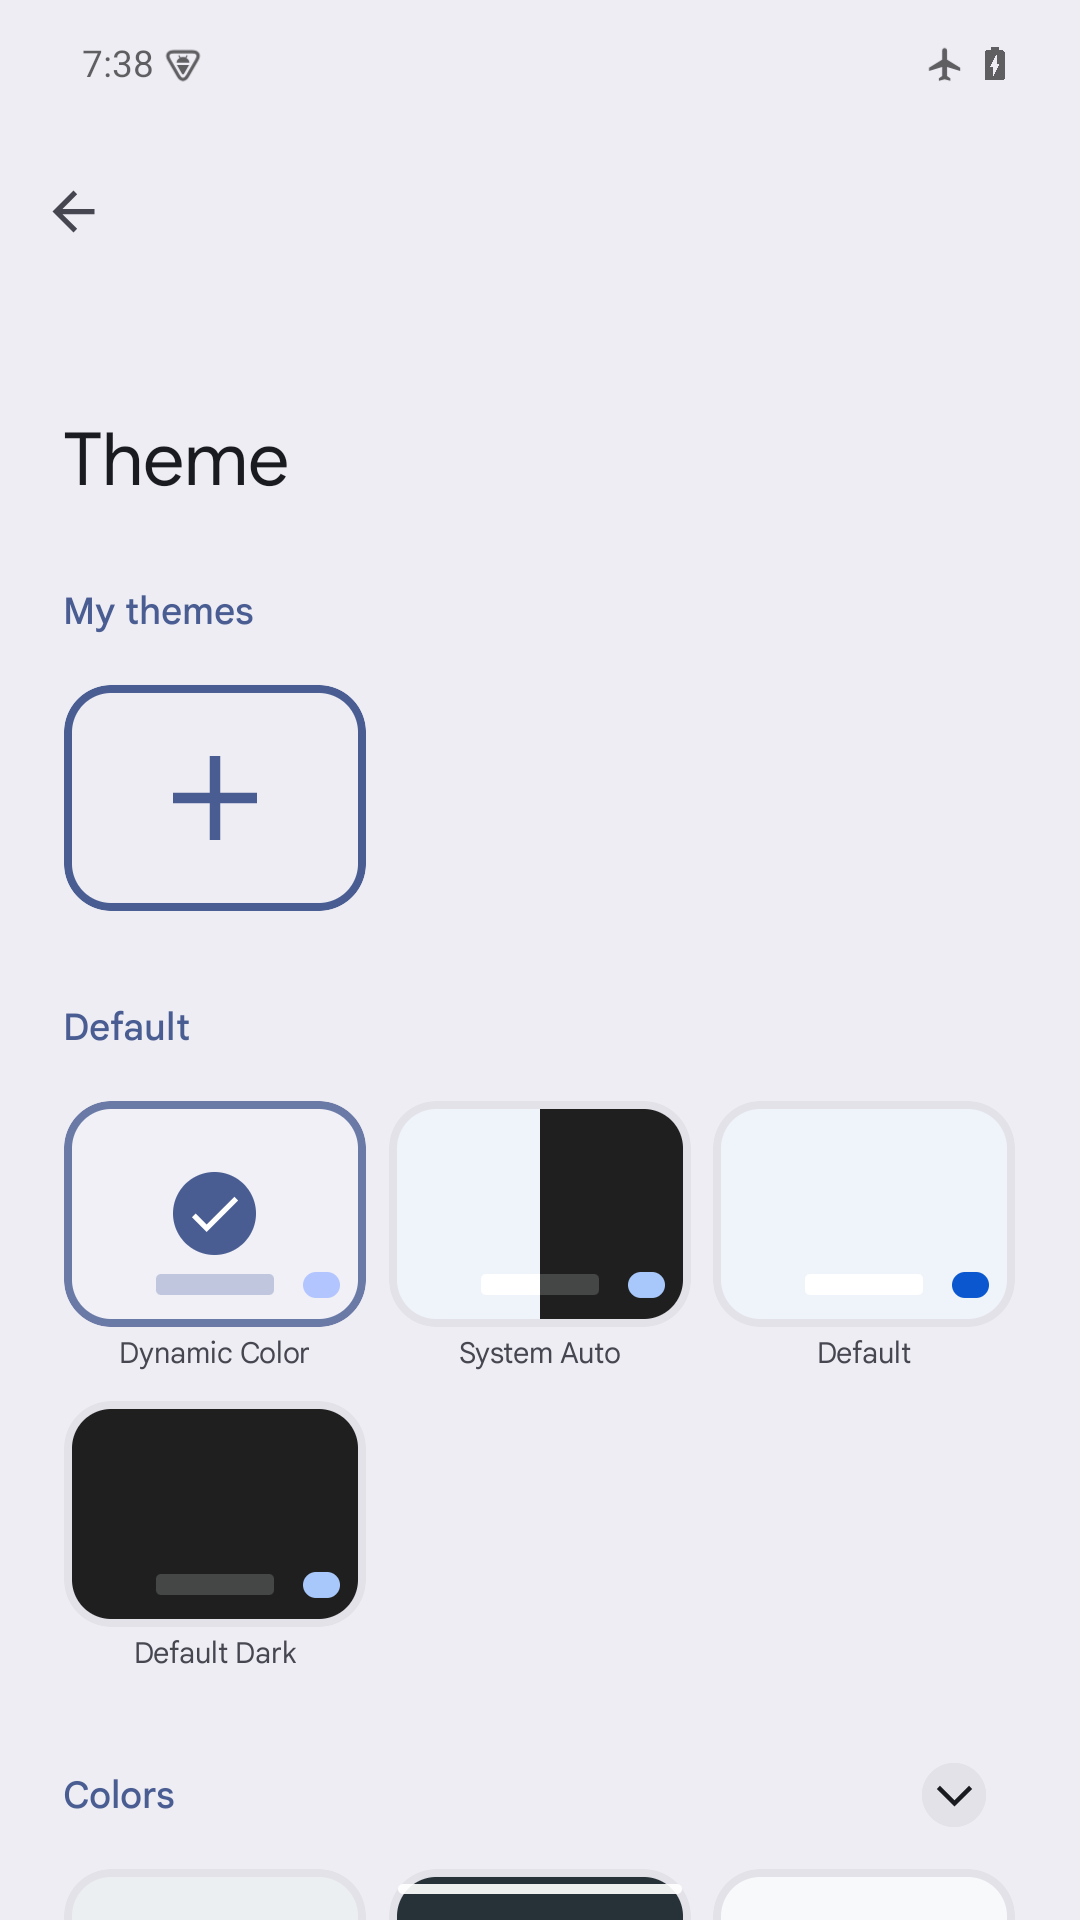 7:38
Theme
My themes
Default
Dynamic Color
System Auto
Default
Default Dark
Colors